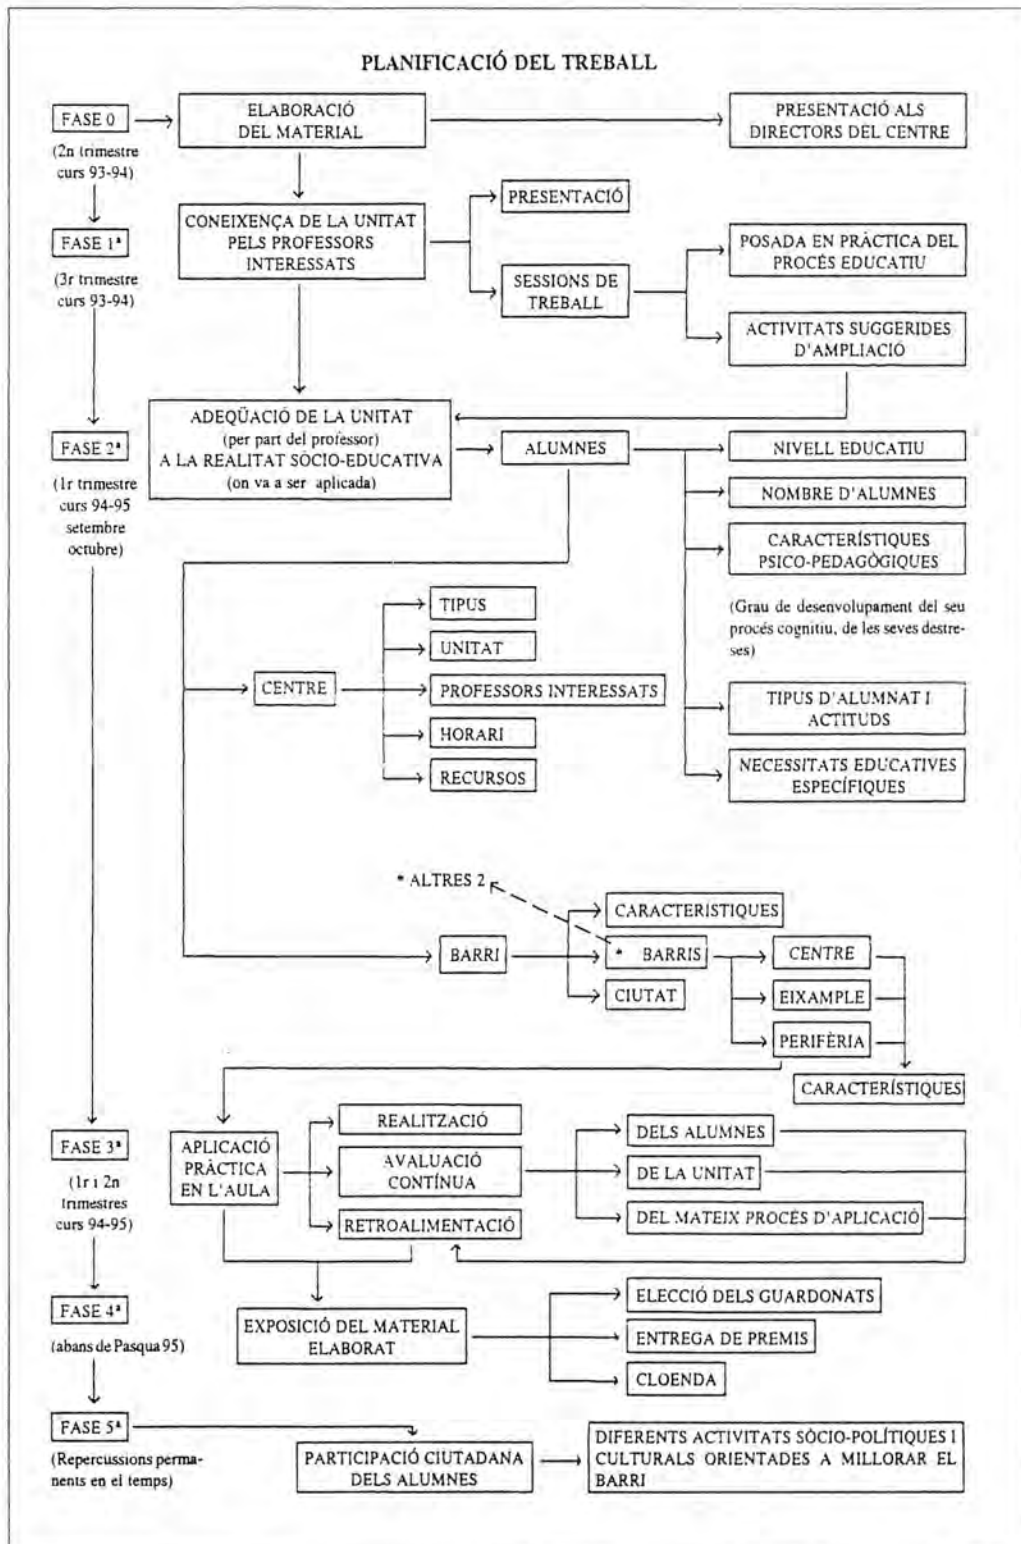 PLANIFICACIÓ DEL TREBALL
FASE 0
(2n trimestre
curs 93-94)
ELABORACIÓ
DEL MATERIAL
PRESENTACIÓ ALS
DIRECTORS DEL CENTRE
FASE 1ª
(3r trimestre
curs 93-94)
CONEIXENÇA DE LA UNITAT
PELS PROFESSORS
INTERESSATS
PRESENTACIÓ
SESSIONS DE
TREBALL
POSADA EN PRÀCTICA DEL
PROCÉS EDUCATIU
ACTIVITATS SUGGERIDES
D'AMPLIACIÓ
FASE 2ª
(1r trimestre
curs 94-95
setembre
octubre)
ADEQÜACIÓ DE LA UNITAT
(per part del professor)
A LA REALITAT SÒCIO-EDUCATIVA
(on va a ser aplicada)
ALUMNES
NIVELL EDUCATIU
NOMBRE D'ALUMNES
CARACTERÍSTIQUES
PSICO-PEDAGÒGIQUES
(Grau de desenvolupament del seu
procés cognitiu, de les seves destre-
ses)
TIPUS D'ALUMNAT I
ACTITUDS
NECESSITATS EDUCATIVES
ESPECÍFIQUES
CENTRE
TIPUS
UNITAT
PROFESSORS INTERESSATS
HORARI
RECURSOS
* ALTRES 2
BARRI
CARACTERÍSTIQUES
* BARRIS
CIUTAT
CENTRE
EIXAMPLE
PERIFÈRIA
CARACTERÍSTIQUES
FASE 3ª
(1r i 2n
trimestres
curs 94-95)
APLICACIÓ
PRÀCTICA
EN L'AULA
REALITZACIÓ
AVALUACIÓ
CONTÍNUA
RETROALIMENTACIÓ
DELS ALUMNES
DE LA UNITAT
DEL MATEIX PROCÉS D'APLICACIÓ
FASE 4ª
(abans de Pasqua 95)
EXPOSICIÓ DEL MATERIAL
ELABORAT
ELECCIÓ DELS GUARDONATS
ENTREGA DE PREMIS
CLOENDA
FASE 5ª
(Repercussions perma-
nents en el temps)
PARTICIPACIÓ CIUTADANA
DELS ALUMNES
DIFERENTS ACTIVITATS SÒCIO-POLÍTIQUES I
CULTURALS ORIENTADES A MILLORAR EL
BARRI